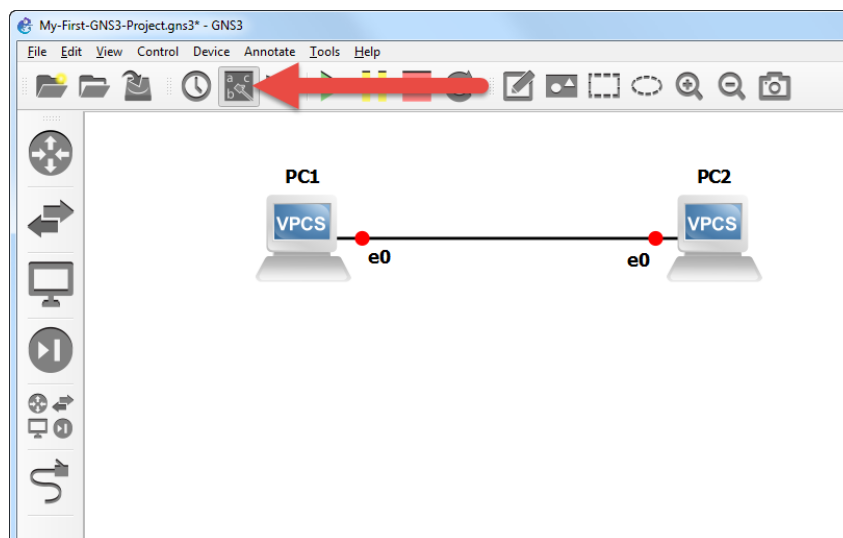 My-First-GNS3-Project.gns3* - GNS3
File Edit View Control Device Annotate Tools Help
a c
b
PC1 PC2
VPCS VPCS
e0 e0